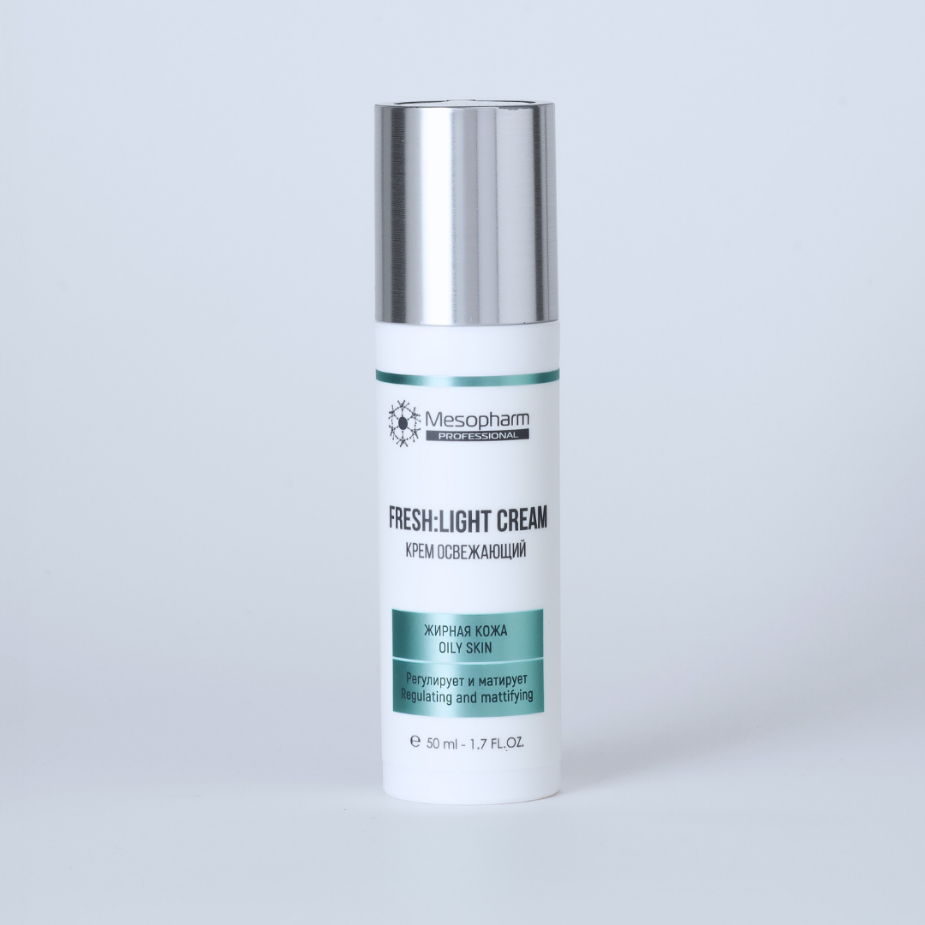 Mesopharm
PROFESSIONAL
FRESH:LIGHT CREAM
КРЕМ ОСВЕЖАЮЩИЙ
ЖИРНАЯ КОЖА
OILY SKIN
Регулирует и матирует
Regulating and mattifying
℮ 50 ml - 1.7 FL.OZ.